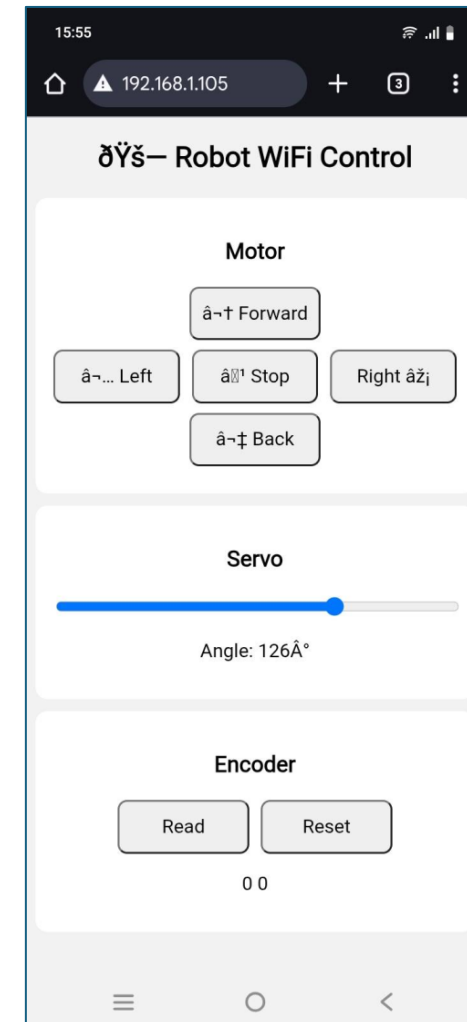 15:55
192.168.1.105
3
ðŸš— Robot WiFi Control
Motor
â¬† Forward
â¬… Left
â⏹ Stop
Right âž¡
â¬‡ Back
Servo
Angle: 126Â°
Encoder
Read
Reset
0 0